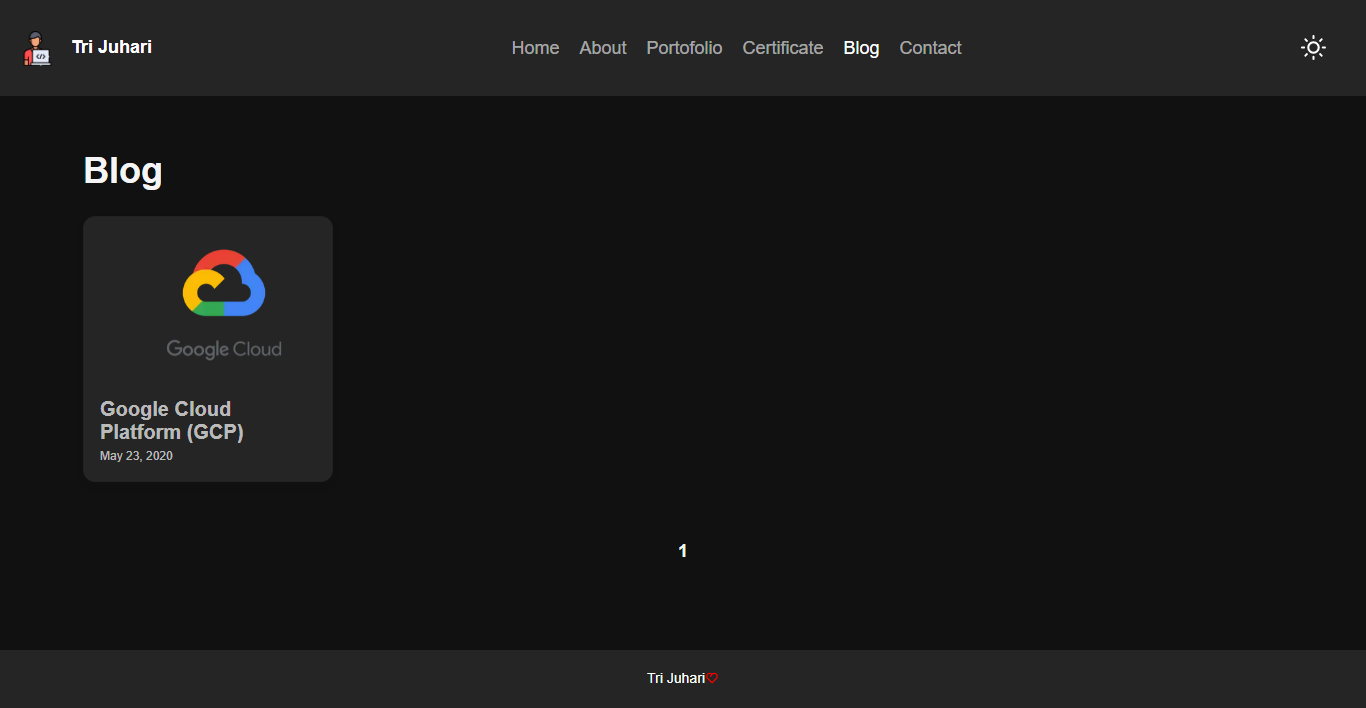 Tri Juhari
Home About Portofolio Certificate Blog Contact
Blog
Google Cloud
Google Cloud
Platform (GCP)
May 23, 2020
1
Tri Juhari♡